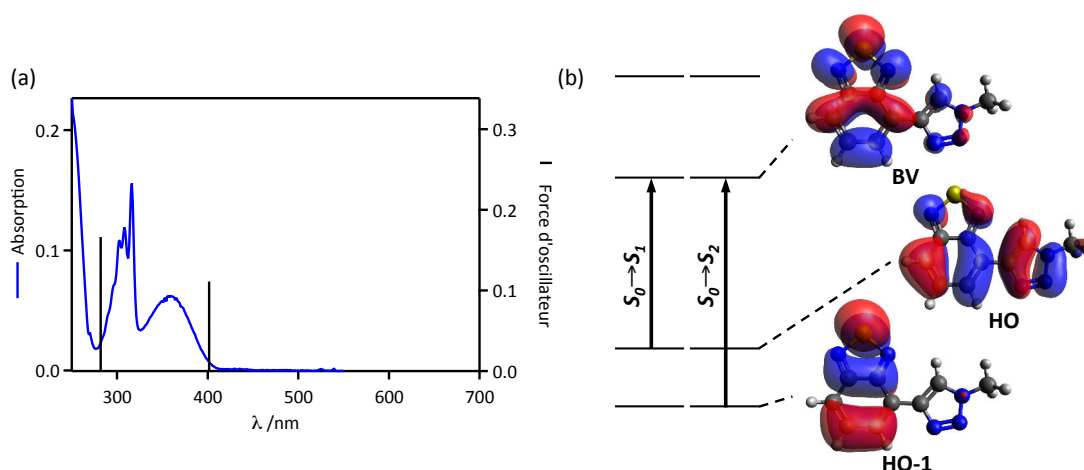 (a)
(b)
0.2
0.1
0.0
Absorption
0.3
0.2
0.1
0.0
Force d'oscillateur
300
400
500
600
700
λ /nm
S₀→S₁
S₀→S₂
BV
HO
HO-1